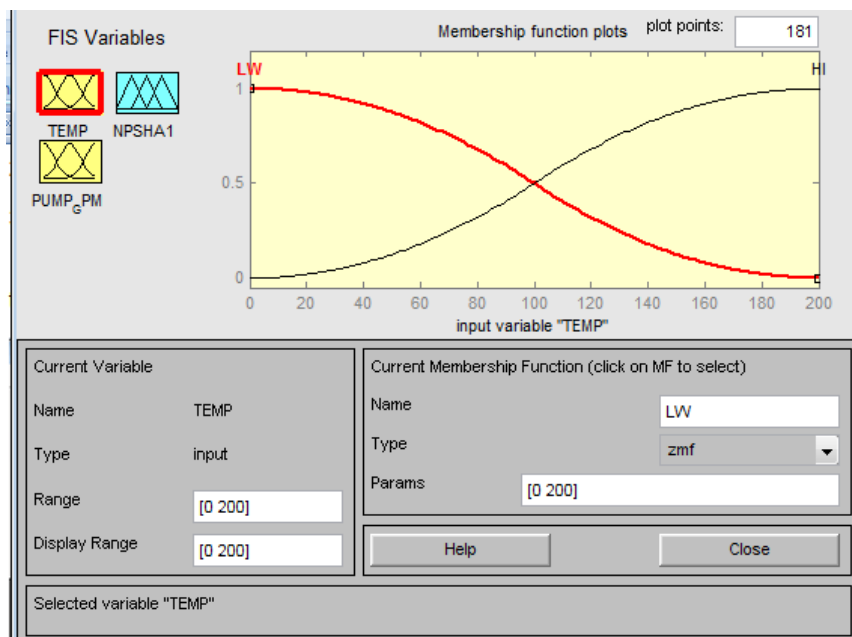 FIS Variables
Membership function plots
plot points:
181
TEMP
NPSHA1
PUMP_GPM
LW
HI
1
0.5
0
0 20 40 60 80 100 120 140 160 180 200
input variable "TEMP"
Current Variable
Name TEMP
Type input
Range [0 200]
Display Range [0 200]
Current Membership Function (click on MF to select)
Name LW
Type zmf
Params [0 200]
Help
Close
Selected variable "TEMP"